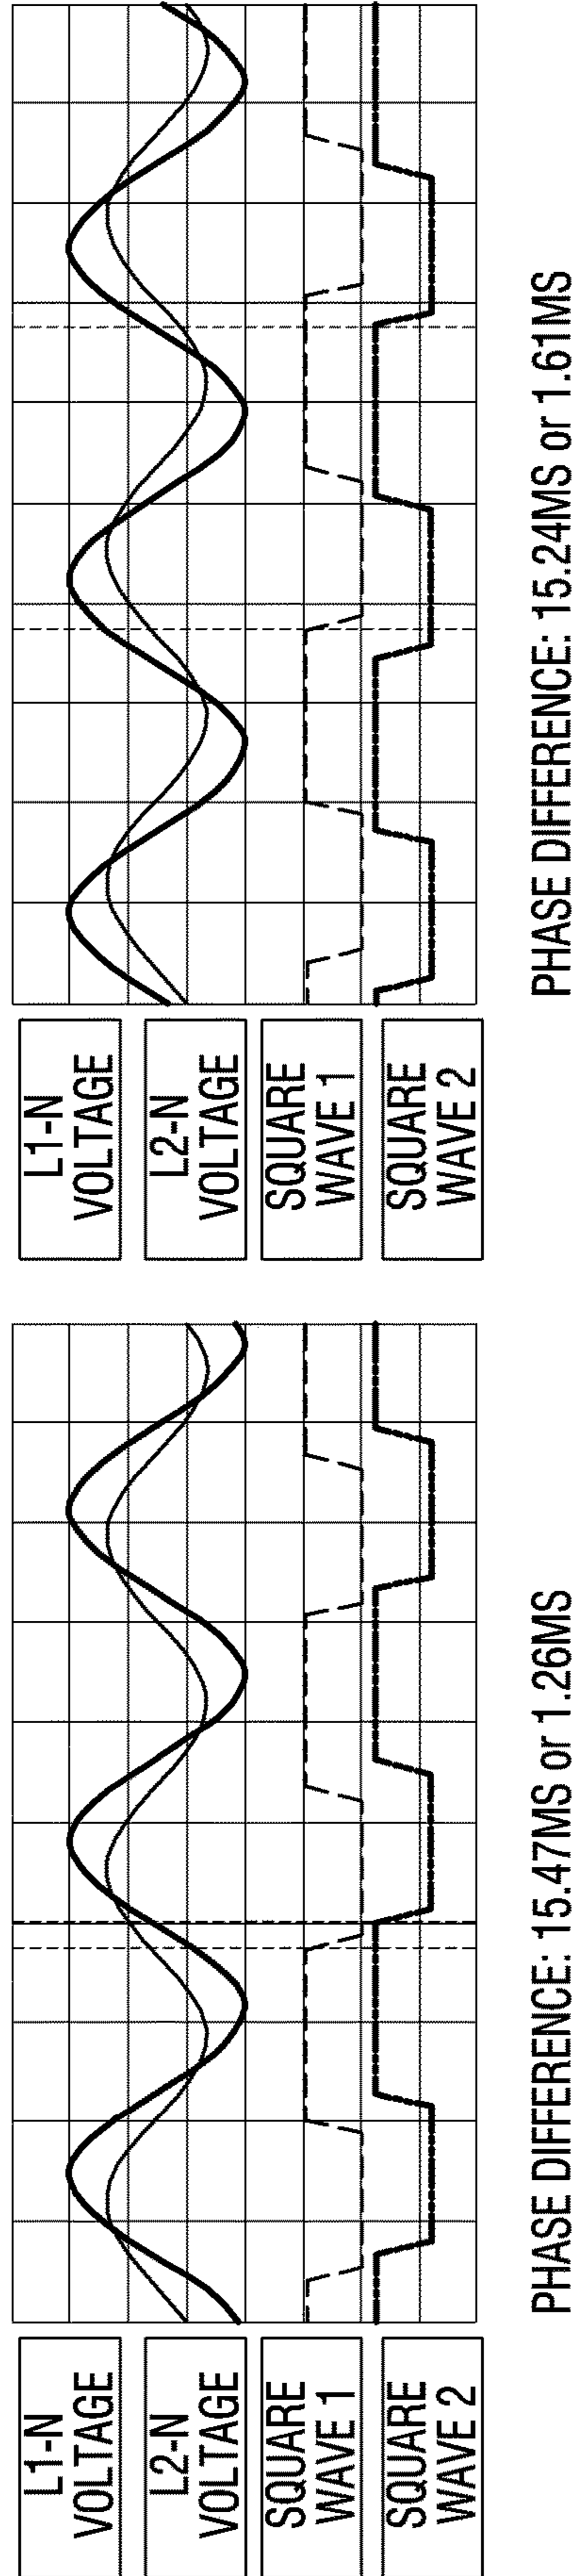 L1-N
VOLTAGE
L2-N
VOLTAGE
SQUARE
WAVE 1
SQUARE
WAVE 2
PHASE DIFFERENCE: 15.47MS or 1.26MS
L1-N
VOLTAGE
L2-N
VOLTAGE
SQUARE
WAVE 1
SQUARE
WAVE 2
PHASE DIFFERENCE: 15.24MS or 1.61MS